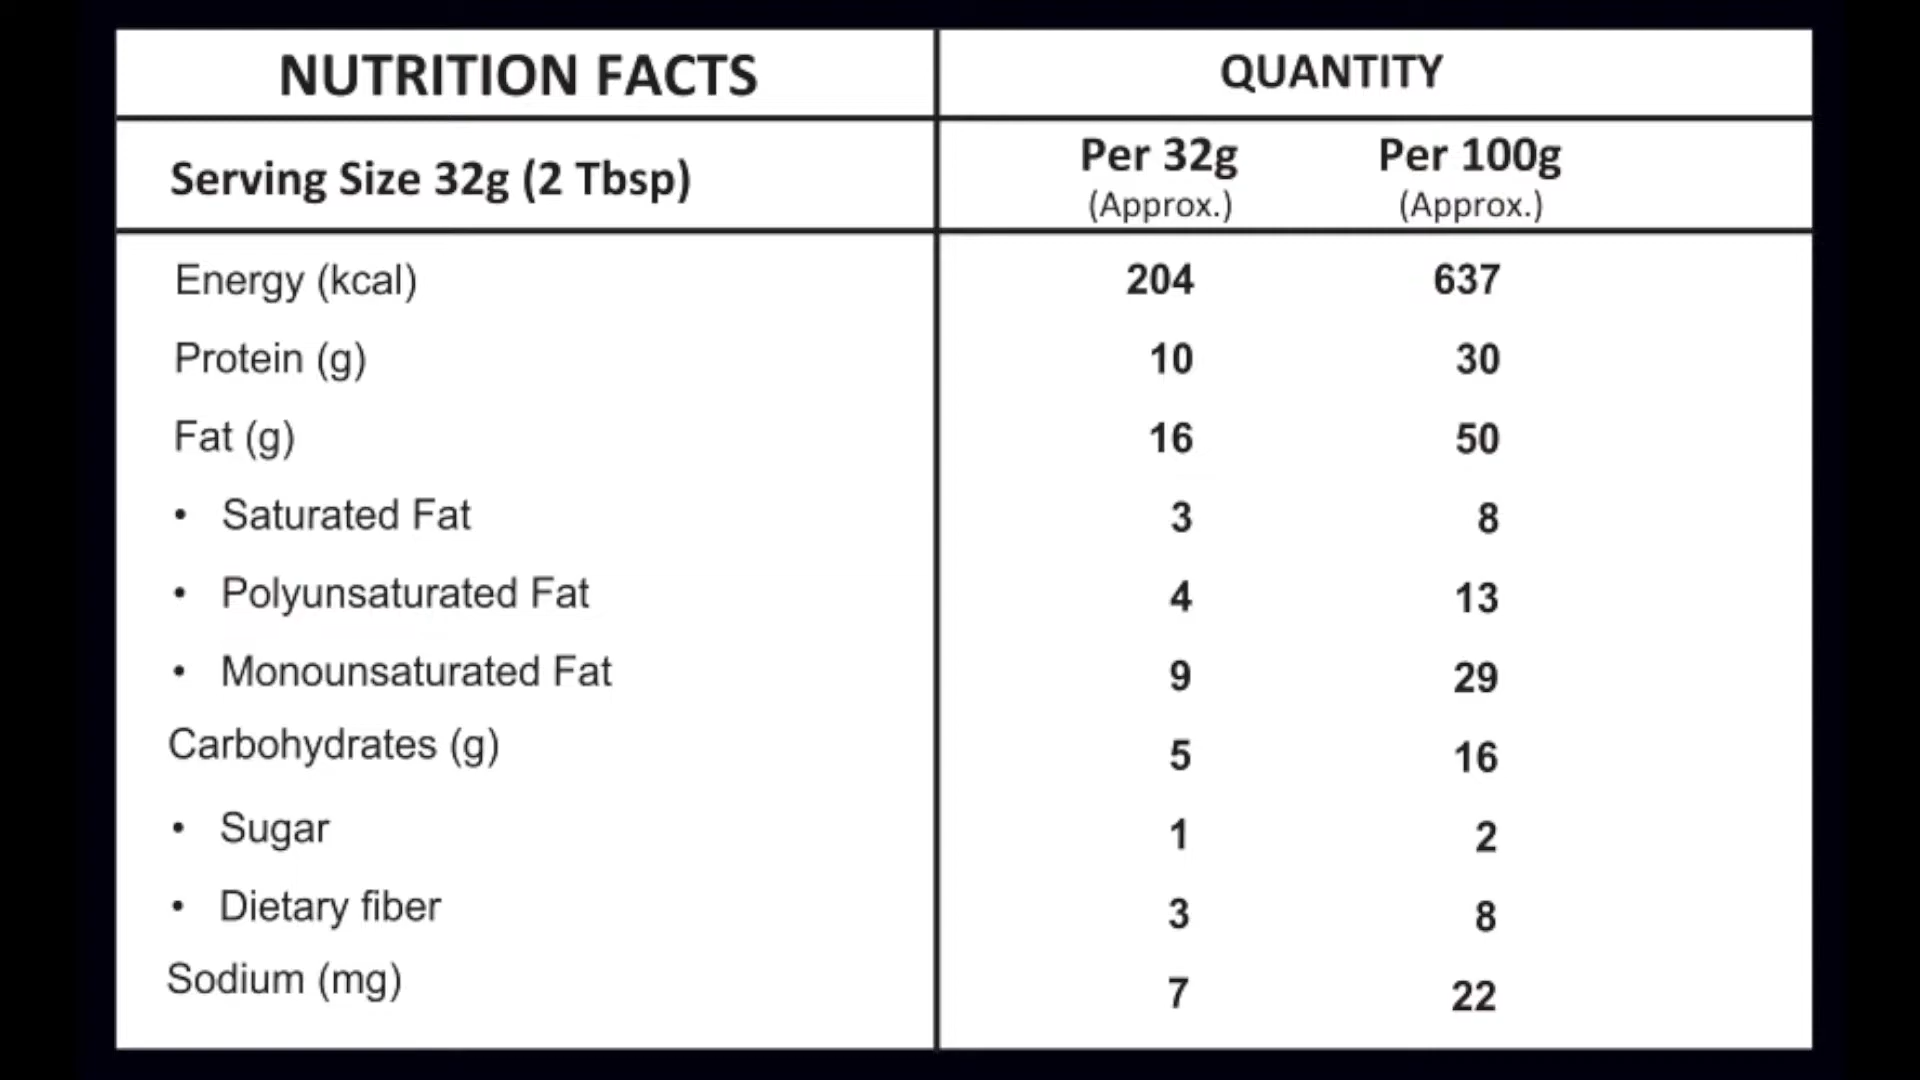 NUTRITION FACTS QUANTITY
Serving Size 32g (2 Tbsp) Per 32g (Approx.) Per 100g (Approx.)
Energy (kcal) 204 637
Protein (g) 10 30
Fat (g) 16 50
• Saturated Fat 3 8
• Polyunsaturated Fat 4 13
• Monounsaturated Fat 9 29
Carbohydrates (g) 5 16
• Sugar 1 2
• Dietary fiber 3 8
Sodium (mg) 7 22